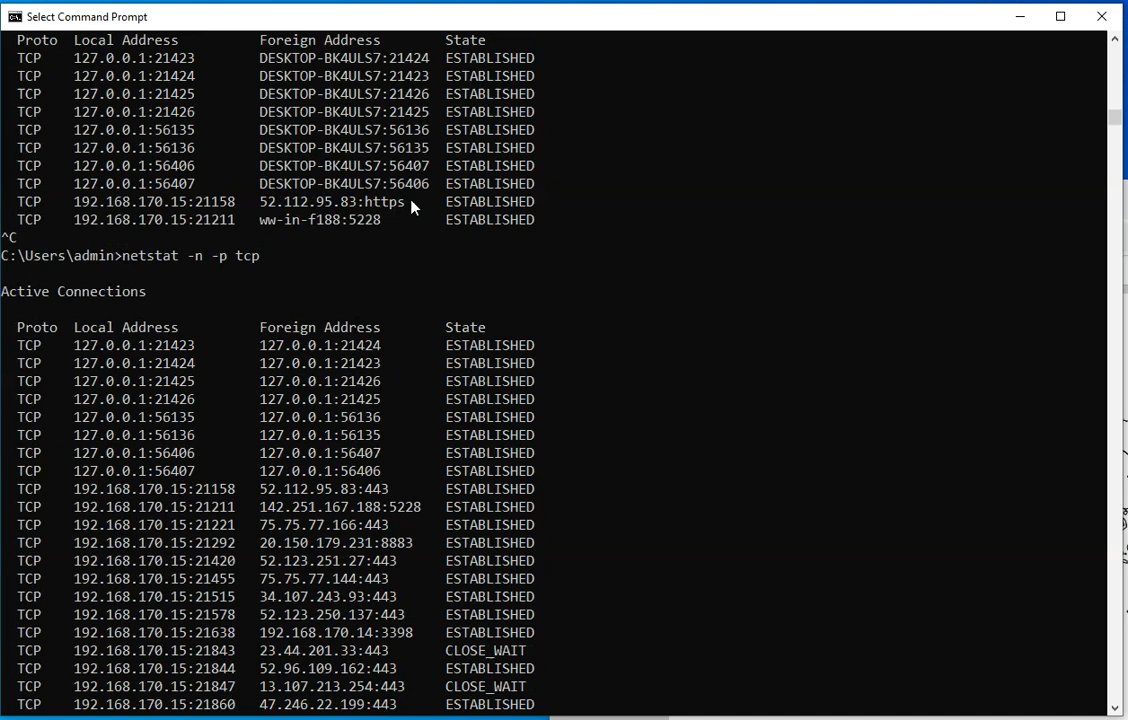 Select Command Prompt
Proto Local Address Foreign Address State
TCP 127.0.0.1:21423 DESKTOP-BK4ULS7:21424 ESTABLISHED
TCP 127.0.0.1:21424 DESKTOP-BK4ULS7:21423 ESTABLISHED
TCP 127.0.0.1:21425 DESKTOP-BK4ULS7:21426 ESTABLISHED
TCP 127.0.0.1:21426 DESKTOP-BK4ULS7:21425 ESTABLISHED
TCP 127.0.0.1:56135 DESKTOP-BK4ULS7:56136 ESTABLISHED
TCP 127.0.0.1:56136 DESKTOP-BK4ULS7:56135 ESTABLISHED
TCP 127.0.0.1:56406 DESKTOP-BK4ULS7:56407 ESTABLISHED
TCP 127.0.0.1:56407 DESKTOP-BK4ULS7:56406 ESTABLISHED
TCP 192.168.170.15:21158 52.112.95.83:https ESTABLISHED
TCP 192.168.170.15:21211 ww-in-f188:5228 ESTABLISHED
^C
C:\Users\admin>netstat -n -p tcp
Active Connections
Proto Local Address Foreign Address State
TCP 127.0.0.1:21423 127.0.0.1:21424 ESTABLISHED
TCP 127.0.0.1:21424 127.0.0.1:21423 ESTABLISHED
TCP 127.0.0.1:21425 127.0.0.1:21426 ESTABLISHED
TCP 127.0.0.1:21426 127.0.0.1:21425 ESTABLISHED
TCP 127.0.0.1:56135 127.0.0.1:56136 ESTABLISHED
TCP 127.0.0.1:56136 127.0.0.1:56135 ESTABLISHED
TCP 127.0.0.1:56406 127.0.0.1:56407 ESTABLISHED
TCP 127.0.0.1:56407 127.0.0.1:56406 ESTABLISHED
TCP 192.168.170.15:21158 52.112.95.83:443 ESTABLISHED
TCP 192.168.170.15:21211 142.251.167.188:5228 ESTABLISHED
TCP 192.168.170.15:21221 75.75.77.166:443 ESTABLISHED
TCP 192.168.170.15:21292 20.150.179.231:8883 ESTABLISHED
TCP 192.168.170.15:21420 52.123.251.27:443 ESTABLISHED
TCP 192.168.170.15:21455 75.75.77.144:443 ESTABLISHED
TCP 192.168.170.15:21515 34.107.243.93:443 ESTABLISHED
TCP 192.168.170.15:21578 52.123.250.137:443 ESTABLISHED
TCP 192.168.170.15:21638 192.168.170.14:3398 ESTABLISHED
TCP 192.168.170.15:21843 23.44.201.33:443 CLOSE_WAIT
TCP 192.168.170.15:21844 52.96.109.162:443 ESTABLISHED
TCP 192.168.170.15:21847 13.107.213.254:443 CLOSE_WAIT
TCP 192.168.170.15:21860 47.246.22.199:443 ESTABLISHED